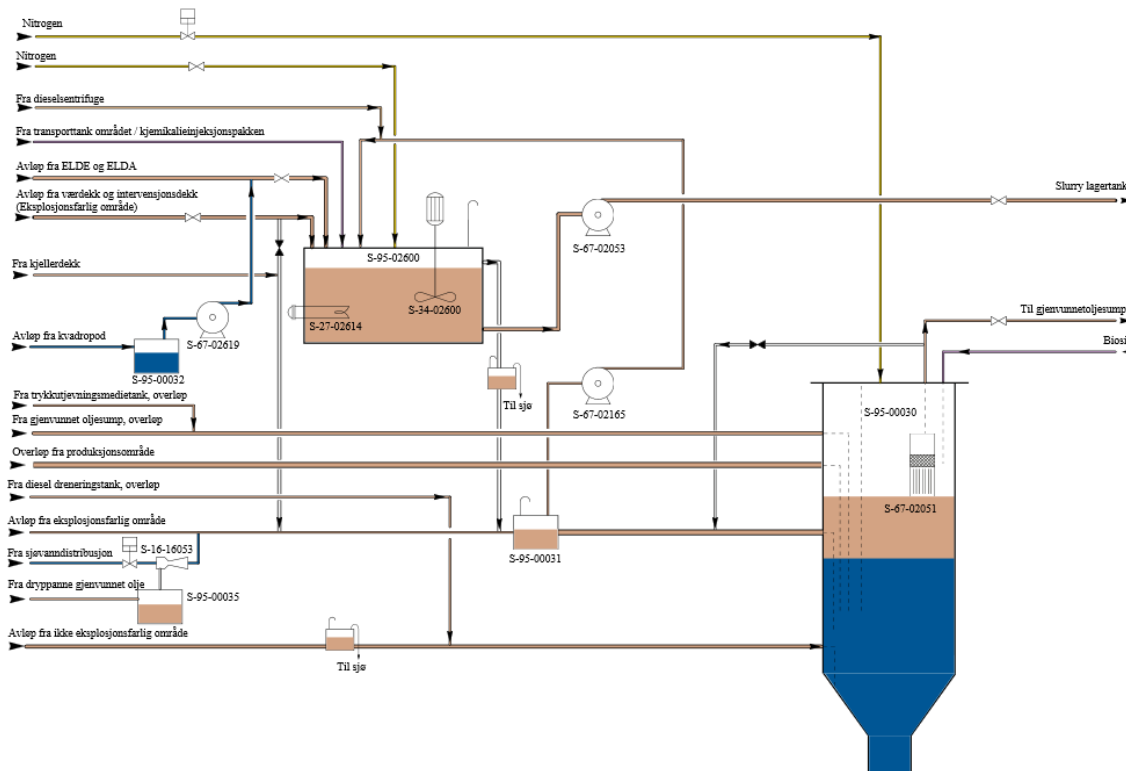 Nitrogen
Nitrogen
Fra dieselsentrifuge
Fra transporttank området / kjemikalieinjeksjonspakken
Avløp fra ELDE og ELDA
Avløp fra værdekk og intervensjonsdekk
(Eksplosjonsfarlig område)
Slurry lagertank
S-67-02053
S-95-02600
Fra kjellerdekk
S-27-02614
S-34-02600
Til gjenvunnetoljesump
Avløp fra kvadropod
S-67-02619
Biosi
S-95-00032
Til sjø
S-67-02165
S-95-00030
Fra trykkutjevningsmedietank, overløp
Fra gjenvunnet oljesump, overløp
Overløp fra produksjonsområde
Fra diesel dreneringstank, overløp
S-67-02051
Avløp fra eksplosjonsfarlig område
S-16-16053
Fra sjøvanndistribusjon
S-95-00031
Fra dryppanne gjenvunnet olje
S-95-00035
Avløp fra ikke eksplosjonsfarlig område
Til sjø